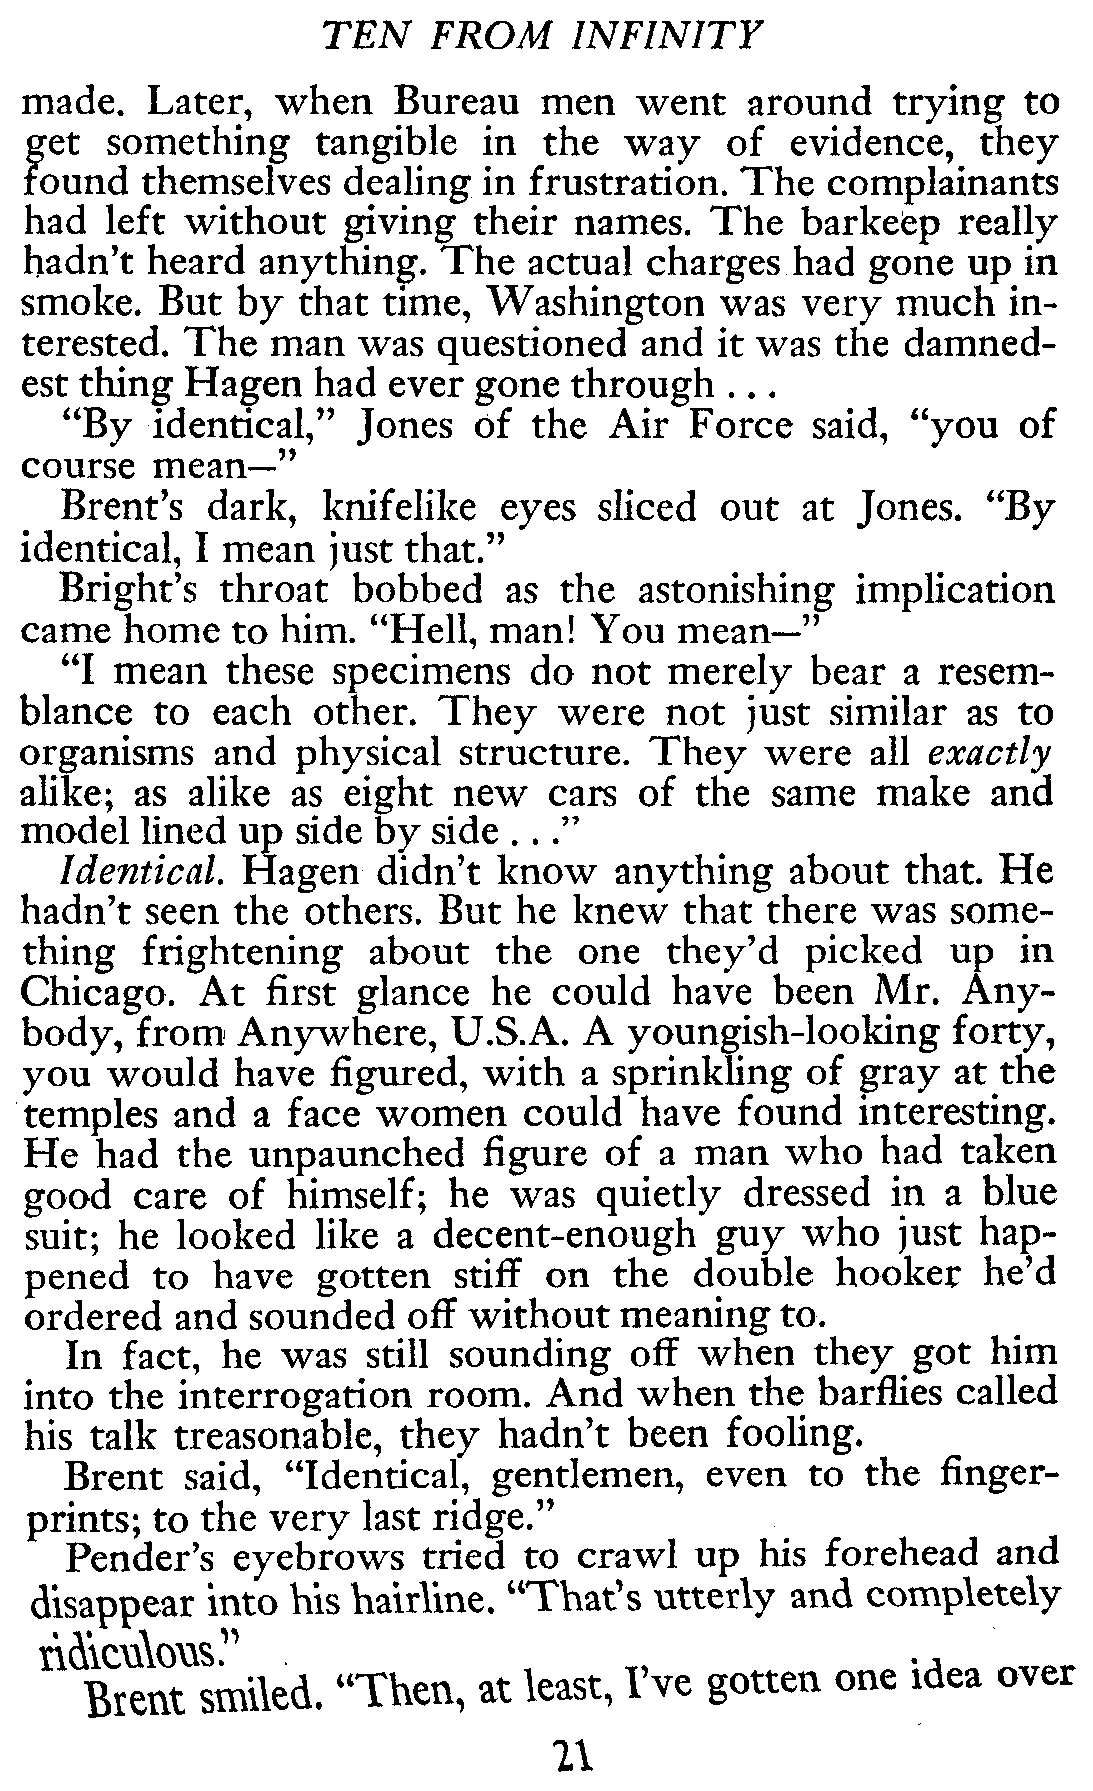 TEN FROM INFINITY
made. Later, when Bureau men went around trying to
get something tangible in the way of evidence, they
found themselves dealing in frustration. The complainants
had left without giving their names. The barkeep really
hadn't heard anything. The actual charges had gone up in
smoke. But by that time, Washington was very much in-
terested. The man was questioned and it was the damned-
est thing Hagen had ever gone through . . .
“By identical,” Jones of the Air Force said, “you of
course mean—”
Brent's dark, knifelike eyes sliced out at Jones. “By
identical, I mean just that.”
Bright's throat bobbed as the astonishing implication
came home to him. “Hell, man! You mean—”
“I mean these specimens do not merely bear a resem-
blance to each other. They were not just similar as to
organisms and physical structure. They were all exactly
alike; as alike as eight new cars of the same make and
model lined up side by side . . .”
Identical. Hagen didn't know anything about that. He
hadn't seen the others. But he knew that there was some-
thing frightening about the one they'd picked up in
Chicago. At first glance he could have been Mr. Any-
body, from Anywhere, U.S.A. A youngish-looking forty,
you would have figured, with a sprinkling of gray at the
temples and a face women could have found interesting.
He had the unpaunched figure of a man who had taken
good care of himself; he was quietly dressed in a blue
suit; he looked like a decent-enough guy who just hap-
pened to have gotten stiff on the double hooker he'd
ordered and sounded off without meaning to.
In fact, he was still sounding off when they got him
into the interrogation room. And when the barflies called
his talk treasonable, they hadn't been fooling.
Brent said, “Identical, gentlemen, even to the finger-
prints; to the very last ridge.”
Pender's eyebrows tried to crawl up his forehead and
disappear into his hairline. “That's utterly and completely
ridiculous.”
Brent smiled. “Then, at least, I've gotten one idea over
21